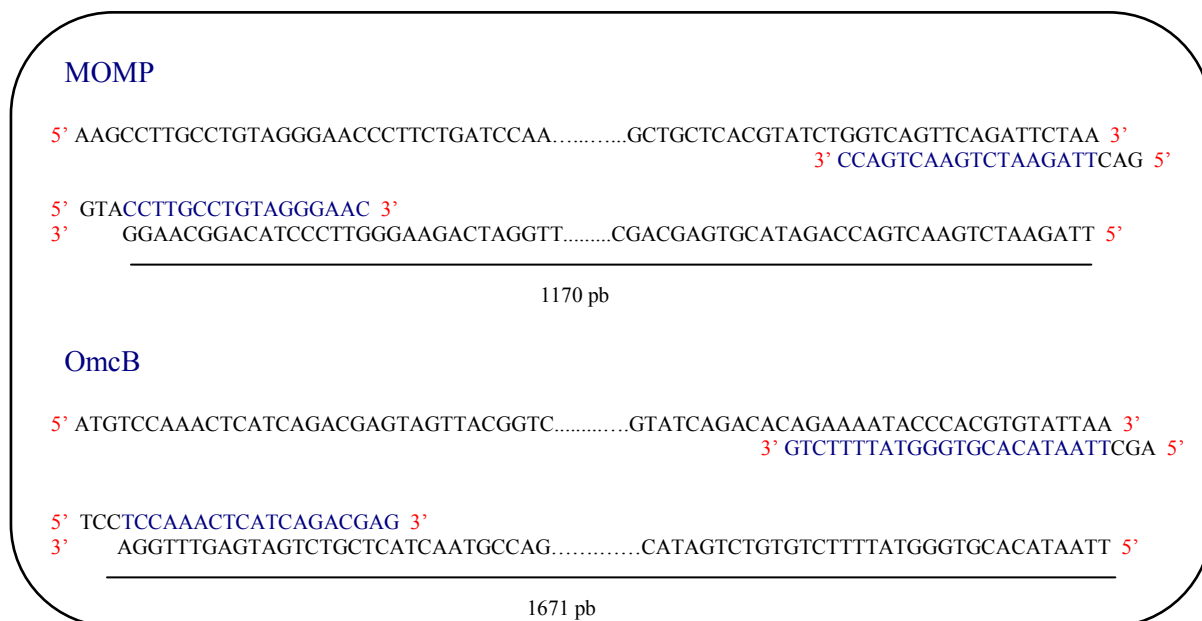 MOMP
5’ AAGCCTTGCCTGTAGGGAACCCTTCTGATCCAA…...…...GCTGCTCACGTATCTGGTCAGTTCAGATTCTAA 3’
3’ CCAGTCAAGTCTAAGATTCAG 5’
5’ GTACCTTGCCTGTAGGGAAC 3’
3’ GGAACGGACATCCCTTGGGAAGACTAGGTT.........CGACGAGTGCATAGACCAGTCAAGTCTAAGATT 5’
1170 pb
OmcB
5’ ATGTCCAAACTCATCAGACGAGTAGTTACGGTC.........….GTATCAGACACAGAAAATACCCACGTGTATTAA 3’
3’ GTCTTTTATGGGTGCACATAATTCGA 5’
5’ TCCTCCAAACTCATCAGACGAG 3’
3’ AGGTTTGAGTAGTCTGCTCATCAATGCCAG…….……CATAGTCTGTGTCTTTTATGGGTGCACATAATT 5’
1671 pb